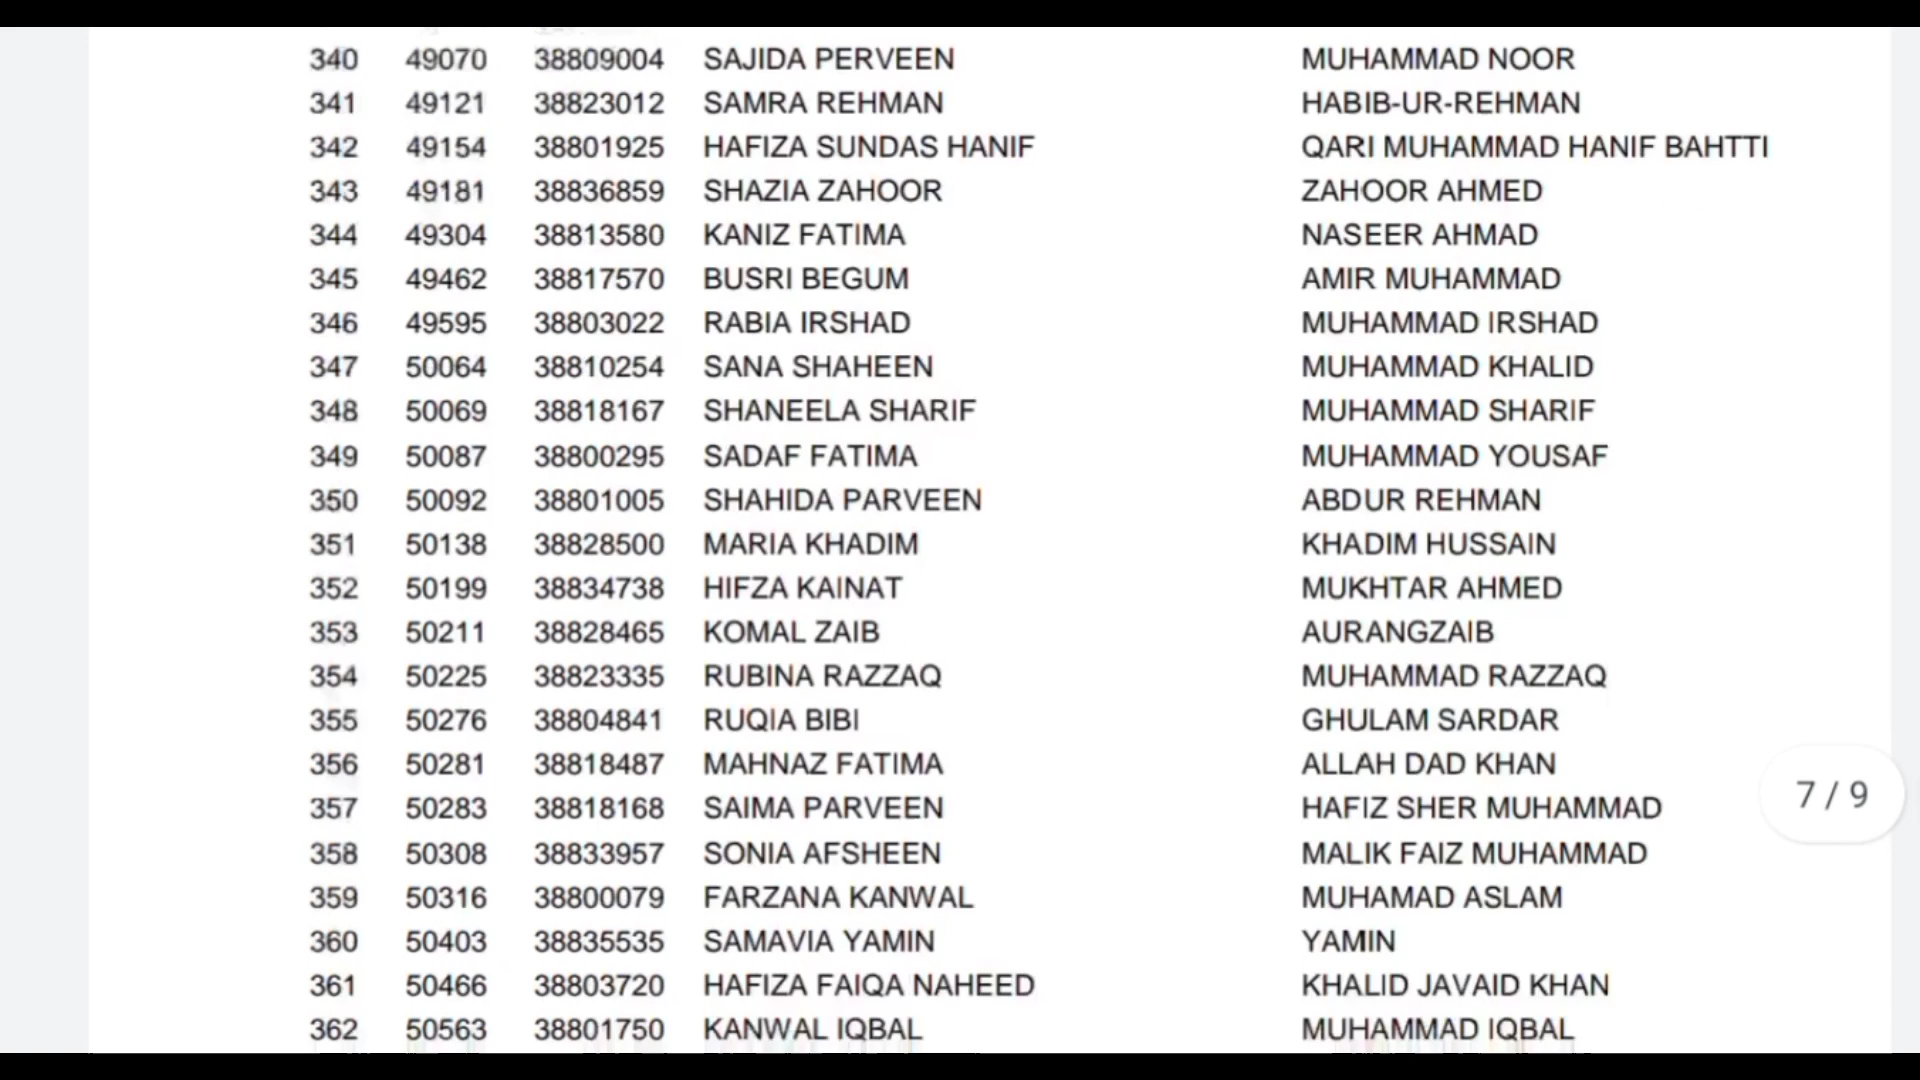 340 49070 38809004 SAJIDA PERVEEN MUHAMMAD NOOR
341 49121 38823012 SAMRA REHMAN HABIB-UR-REHMAN
342 49154 38801925 HAFIZA SUNDAS HANIF QARI MUHAMMAD HANIF BAHTTI
343 49181 38836859 SHAZIA ZAHOOR ZAHOOR AHMED
344 49304 38813580 KANIZ FATIMA NASEER AHMAD
345 49462 38817570 BUSRI BEGUM AMIR MUHAMMAD
346 49595 38803022 RABIA IRSHAD MUHAMMAD IRSHAD
347 50064 38810254 SANA SHAHEEN MUHAMMAD KHALID
348 50069 38818167 SHANEELA SHARIF MUHAMMAD SHARIF
349 50087 38800295 SADAF FATIMA MUHAMMAD YOUSAF
350 50092 38801005 SHAHIDA PARVEEN ABDUR REHMAN
351 50138 38828500 MARIA KHADIM KHADIM HUSSAIN
352 50199 38834738 HIFZA KAINAT MUKHTAR AHMED
353 50211 38828465 KOMAL ZAIB AURANGZAIB
354 50225 38823335 RUBINA RAZZAQ MUHAMMAD RAZZAQ
355 50276 38804841 RUQIA BIBI GHULAM SARDAR
356 50281 38818487 MAHNAZ FATIMA ALLAH DAD KHAN
7 / 9
357 50283 38818168 SAIMA PARVEEN HAFIZ SHER MUHAMMAD
358 50308 38833957 SONIA AFSHEEN MALIK FAIZ MUHAMMAD
359 50316 38800079 FARZANA KANWAL MUHAMAD ASLAM
360 50403 38835535 SAMAVIA YAMIN YAMIN
361 50466 38803720 HAFIZA FAIQA NAHEED KHALID JAVAID KHAN
362 50563 38801750 KANWAL IQBAL MUHAMMAD IQBAL